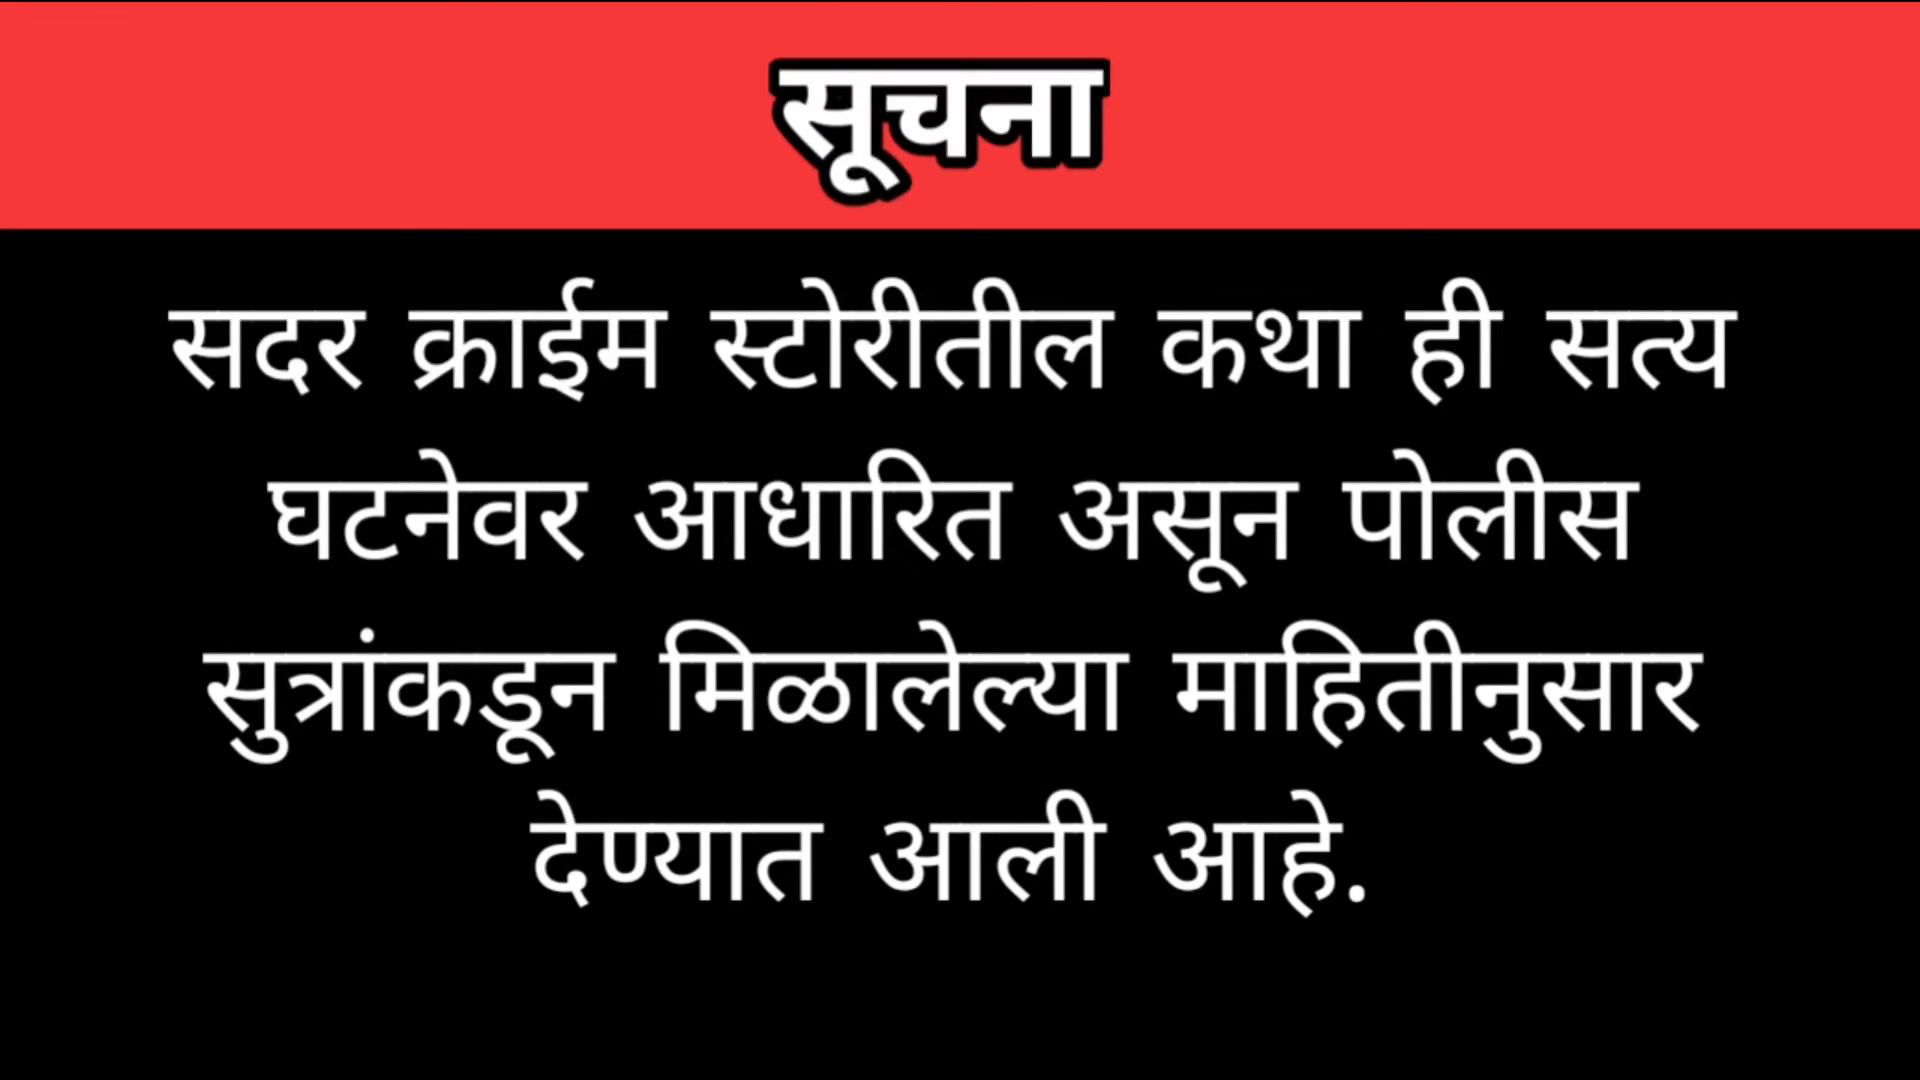 सूचना
सदर क्राईम स्टोरीतील कथा ही सत्य
घटनेवर आधारित असून पोलीस
सुत्रांकडून मिळालेल्या माहितीनुसार
देण्यात आली आहे.